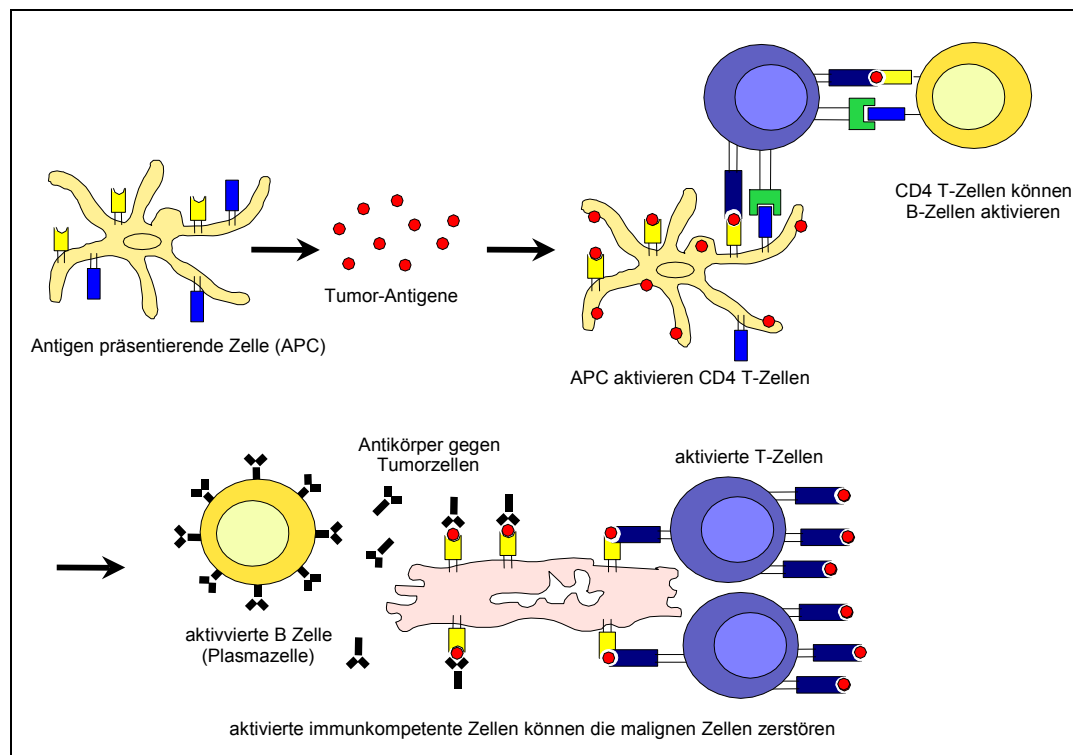 CD4 T-Zellen können
B-Zellen aktivieren
Tumor-Antigene
Antigen präsentierende Zelle (APC)
APC aktivieren CD4 T-Zellen
Antikörper gegen
Tumorzellen
aktivierte T-Zellen
aktivvierte B Zelle
(Plasmazelle)
aktivierte immunkompetente Zellen können die malignen Zellen zerstören